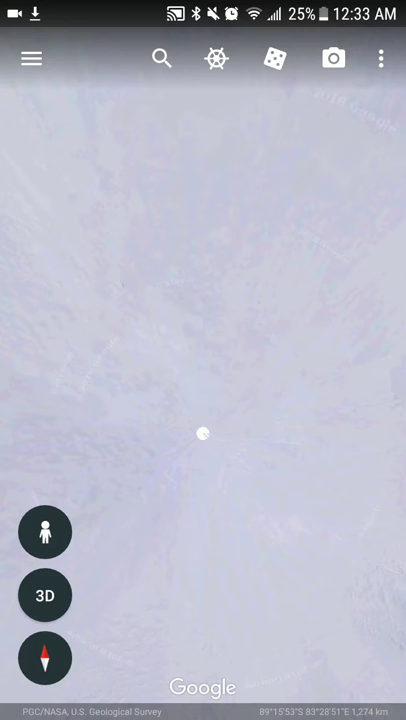 25% 12:33 AM
3D
Google
PGC/NASA, U.S. Geological Survey 89°15'53"S 83°28'51"E 1,274 km